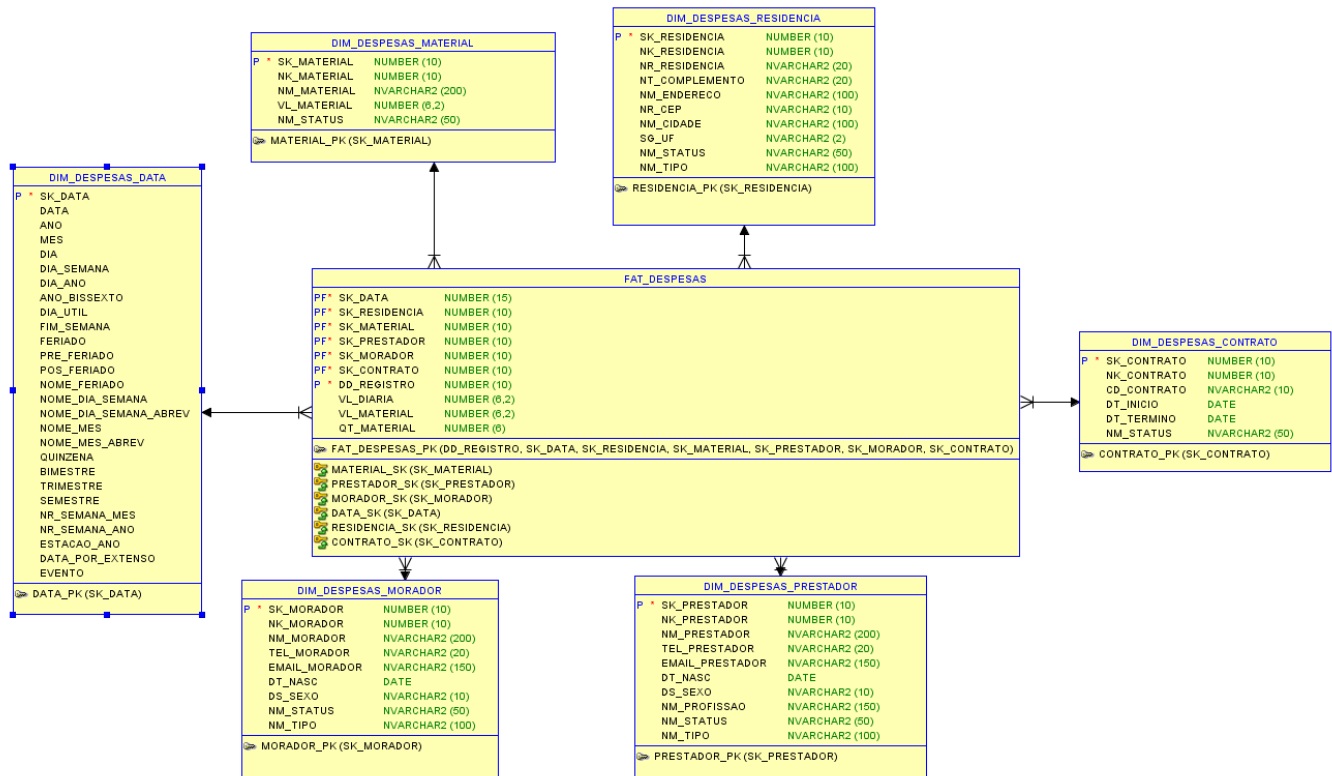 DIM_DESPESAS_RESIDENCIA
P * SK_RESIDENCIA NUMBER (10)
NK_RESIDENCIA NUMBER (10)
NR_RESIDENCIA NVARCHAR2 (20)
NT_COMPLEMENTO NVARCHAR2 (20)
NM_ENDERECO NVARCHAR2 (100)
NR_CEP NVARCHAR2 (10)
NM_CIDADE NVARCHAR2 (100)
SG_UF NVARCHAR2 (2)
NM_STATUS NVARCHAR2 (50)
NM_TIPO NVARCHAR2 (100)
RESIDENCIA_PK (SK_RESIDENCIA)
DIM_DESPESAS_MATERIAL
P * SK_MATERIAL NUMBER (10)
NK_MATERIAL NUMBER (10)
NM_MATERIAL NVARCHAR2 (200)
VL_MATERIAL NUMBER (6,2)
NM_STATUS NVARCHAR2 (50)
MATERIAL_PK (SK_MATERIAL)
DIM_DESPESAS_DATA
P * SK_DATA
DATA
ANO
MES
DIA
DIA_SEMANA
DIA_ANO
ANO_BISSEXTO
DIA_UTIL
FIM_SEMANA
FERIADO
PRE_FERIADO
POS_FERIADO
NOME_FERIADO
NOME_DIA_SEMANA
NOME_DIA_SEMANA_ABREV
NOME_MES
NOME_MES_ABREV
QUINZENA
BIMESTRE
TRIMESTRE
SEMESTRE
NR_SEMANA_MES
NR_SEMANA_ANO
ESTACAO_ANO
DATA_POR_EXTENSO
EVENTO
DATA_PK (SK_DATA)
FAT_DESPESAS
PF* SK_DATA NUMBER (15)
PF* SK_RESIDENCIA NUMBER (10)
PF* SK_MATERIAL NUMBER (10)
PF* SK_PRESTADOR NUMBER (10)
PF* SK_MORADOR NUMBER (10)
PF* SK_CONTRATO NUMBER (10)
P * DD_REGISTRO NUMBER (10)
VL_DIARIA NUMBER (6,2)
VL_MATERIAL NUMBER (6,2)
QT_MATERIAL NUMBER (6)
FAT_DESPESAS_PK (DD_REGISTRO, SK_DATA, SK_RESIDENCIA, SK_MATERIAL, SK_PRESTADOR, SK_MORADOR, SK_CONTRATO)
MATERIAL_SK (SK_MATERIAL)
PRESTADOR_SK (SK_PRESTADOR)
MORADOR_SK (SK_MORADOR)
DATA_SK (SK_DATA)
RESIDENCIA_SK (SK_RESIDENCIA)
CONTRATO_SK (SK_CONTRATO)
DIM_DESPESAS_CONTRATO
P * SK_CONTRATO NUMBER (10)
NK_CONTRATO NUMBER (10)
CD_CONTRATO NVARCHAR2 (10)
DT_INICIO DATE
DT_TERMINO DATE
NM_STATUS NVARCHAR2 (50)
CONTRATO_PK (SK_CONTRATO)
DIM_DESPESAS_MORADOR
P * SK_MORADOR NUMBER (10)
NK_MORADOR NUMBER (10)
NM_MORADOR NVARCHAR2 (200)
TEL_MORADOR NVARCHAR2 (20)
EMAIL_MORADOR NVARCHAR2 (150)
DT_NASC DATE
DS_SEXO NVARCHAR2 (10)
NM_STATUS NVARCHAR2 (50)
NM_TIPO NVARCHAR2 (100)
MORADOR_PK (SK_MORADOR)
DIM_DESPESAS_PRESTADOR
P * SK_PRESTADOR NUMBER (10)
NK_PRESTADOR NUMBER (10)
NM_PRESTADOR NVARCHAR2 (200)
TEL_PRESTADOR NVARCHAR2 (20)
EMAIL_PRESTADOR NVARCHAR2 (150)
DT_NASC DATE
DS_SEXO NVARCHAR2 (10)
NM_PROFISSAO NVARCHAR2 (150)
NM_STATUS NVARCHAR2 (50)
NM_TIPO NVARCHAR2 (100)
PRESTADOR_PK (SK_PRESTADOR)